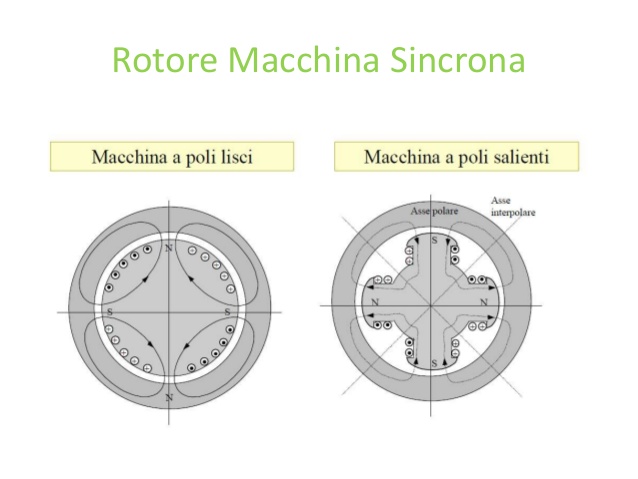 Rotore Macchina Sincrona
Macchina a poli lisci
Macchina a poli salienti
N
S
S
N
Asse polare
Asse
interpolare
S
N
N
S